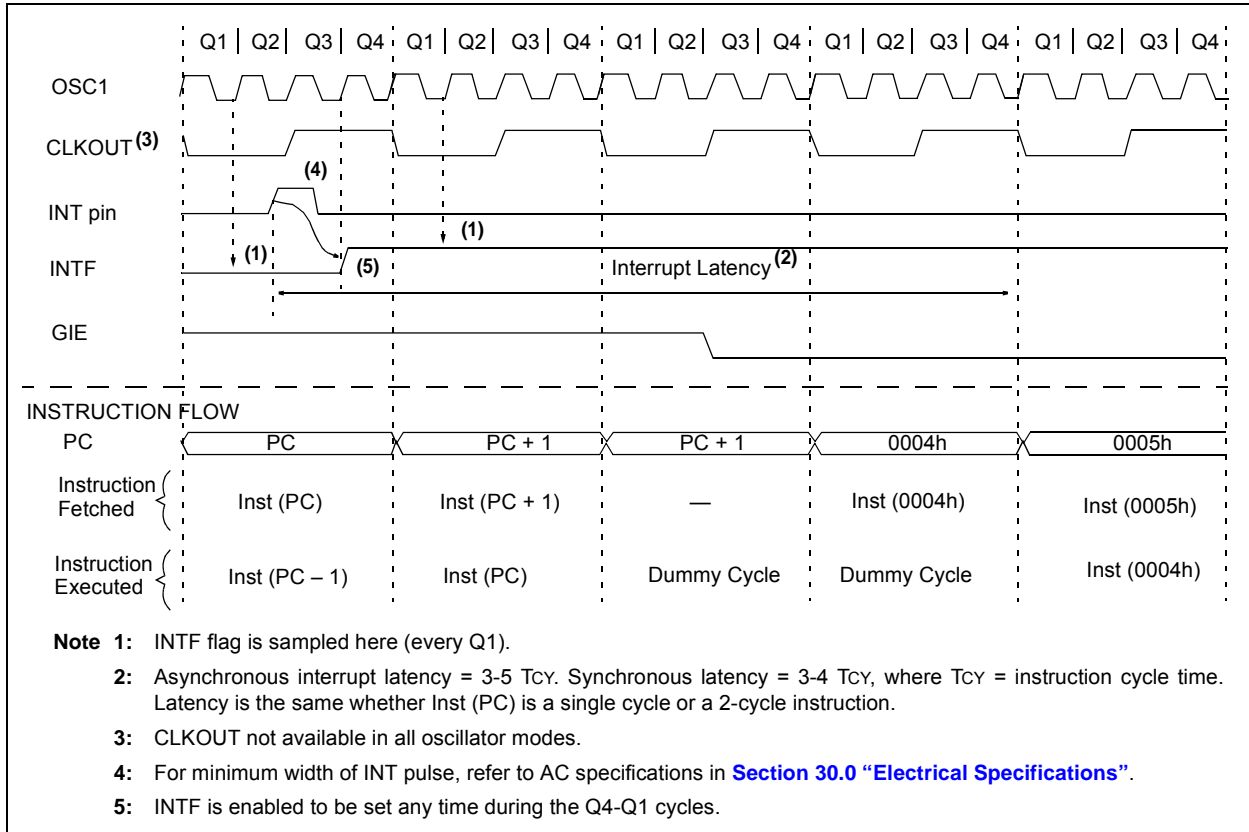 Q1 Q2 Q3 Q4 Q1 Q2 Q3 Q4 Q1 Q2 Q3 Q4 Q1 Q2 Q3 Q4 Q1 Q2 Q3 Q4
OSC1
CLKOUT (3)
(4)
INT pin
(1)
(1)
INTF
(5)
Interrupt Latency (2)
GIE
INSTRUCTION FLOW
PC PC PC + 1 PC + 1 0004h 0005h
Instruction Fetched Inst (PC) Inst (PC + 1) — Inst (0004h) Inst (0005h)
Instruction Executed Inst (PC – 1) Inst (PC) Dummy Cycle Dummy Cycle Inst (0004h)
Note 1: INTF flag is sampled here (every Q1).
2: Asynchronous interrupt latency = 3-5 TCY. Synchronous latency = 3-4 TCY, where TCY = instruction cycle time.
Latency is the same whether Inst (PC) is a single cycle or a 2-cycle instruction.
3: CLKOUT not available in all oscillator modes.
4: For minimum width of INT pulse, refer to AC specifications in Section 30.0 “Electrical Specifications”.
5: INTF is enabled to be set any time during the Q4-Q1 cycles.